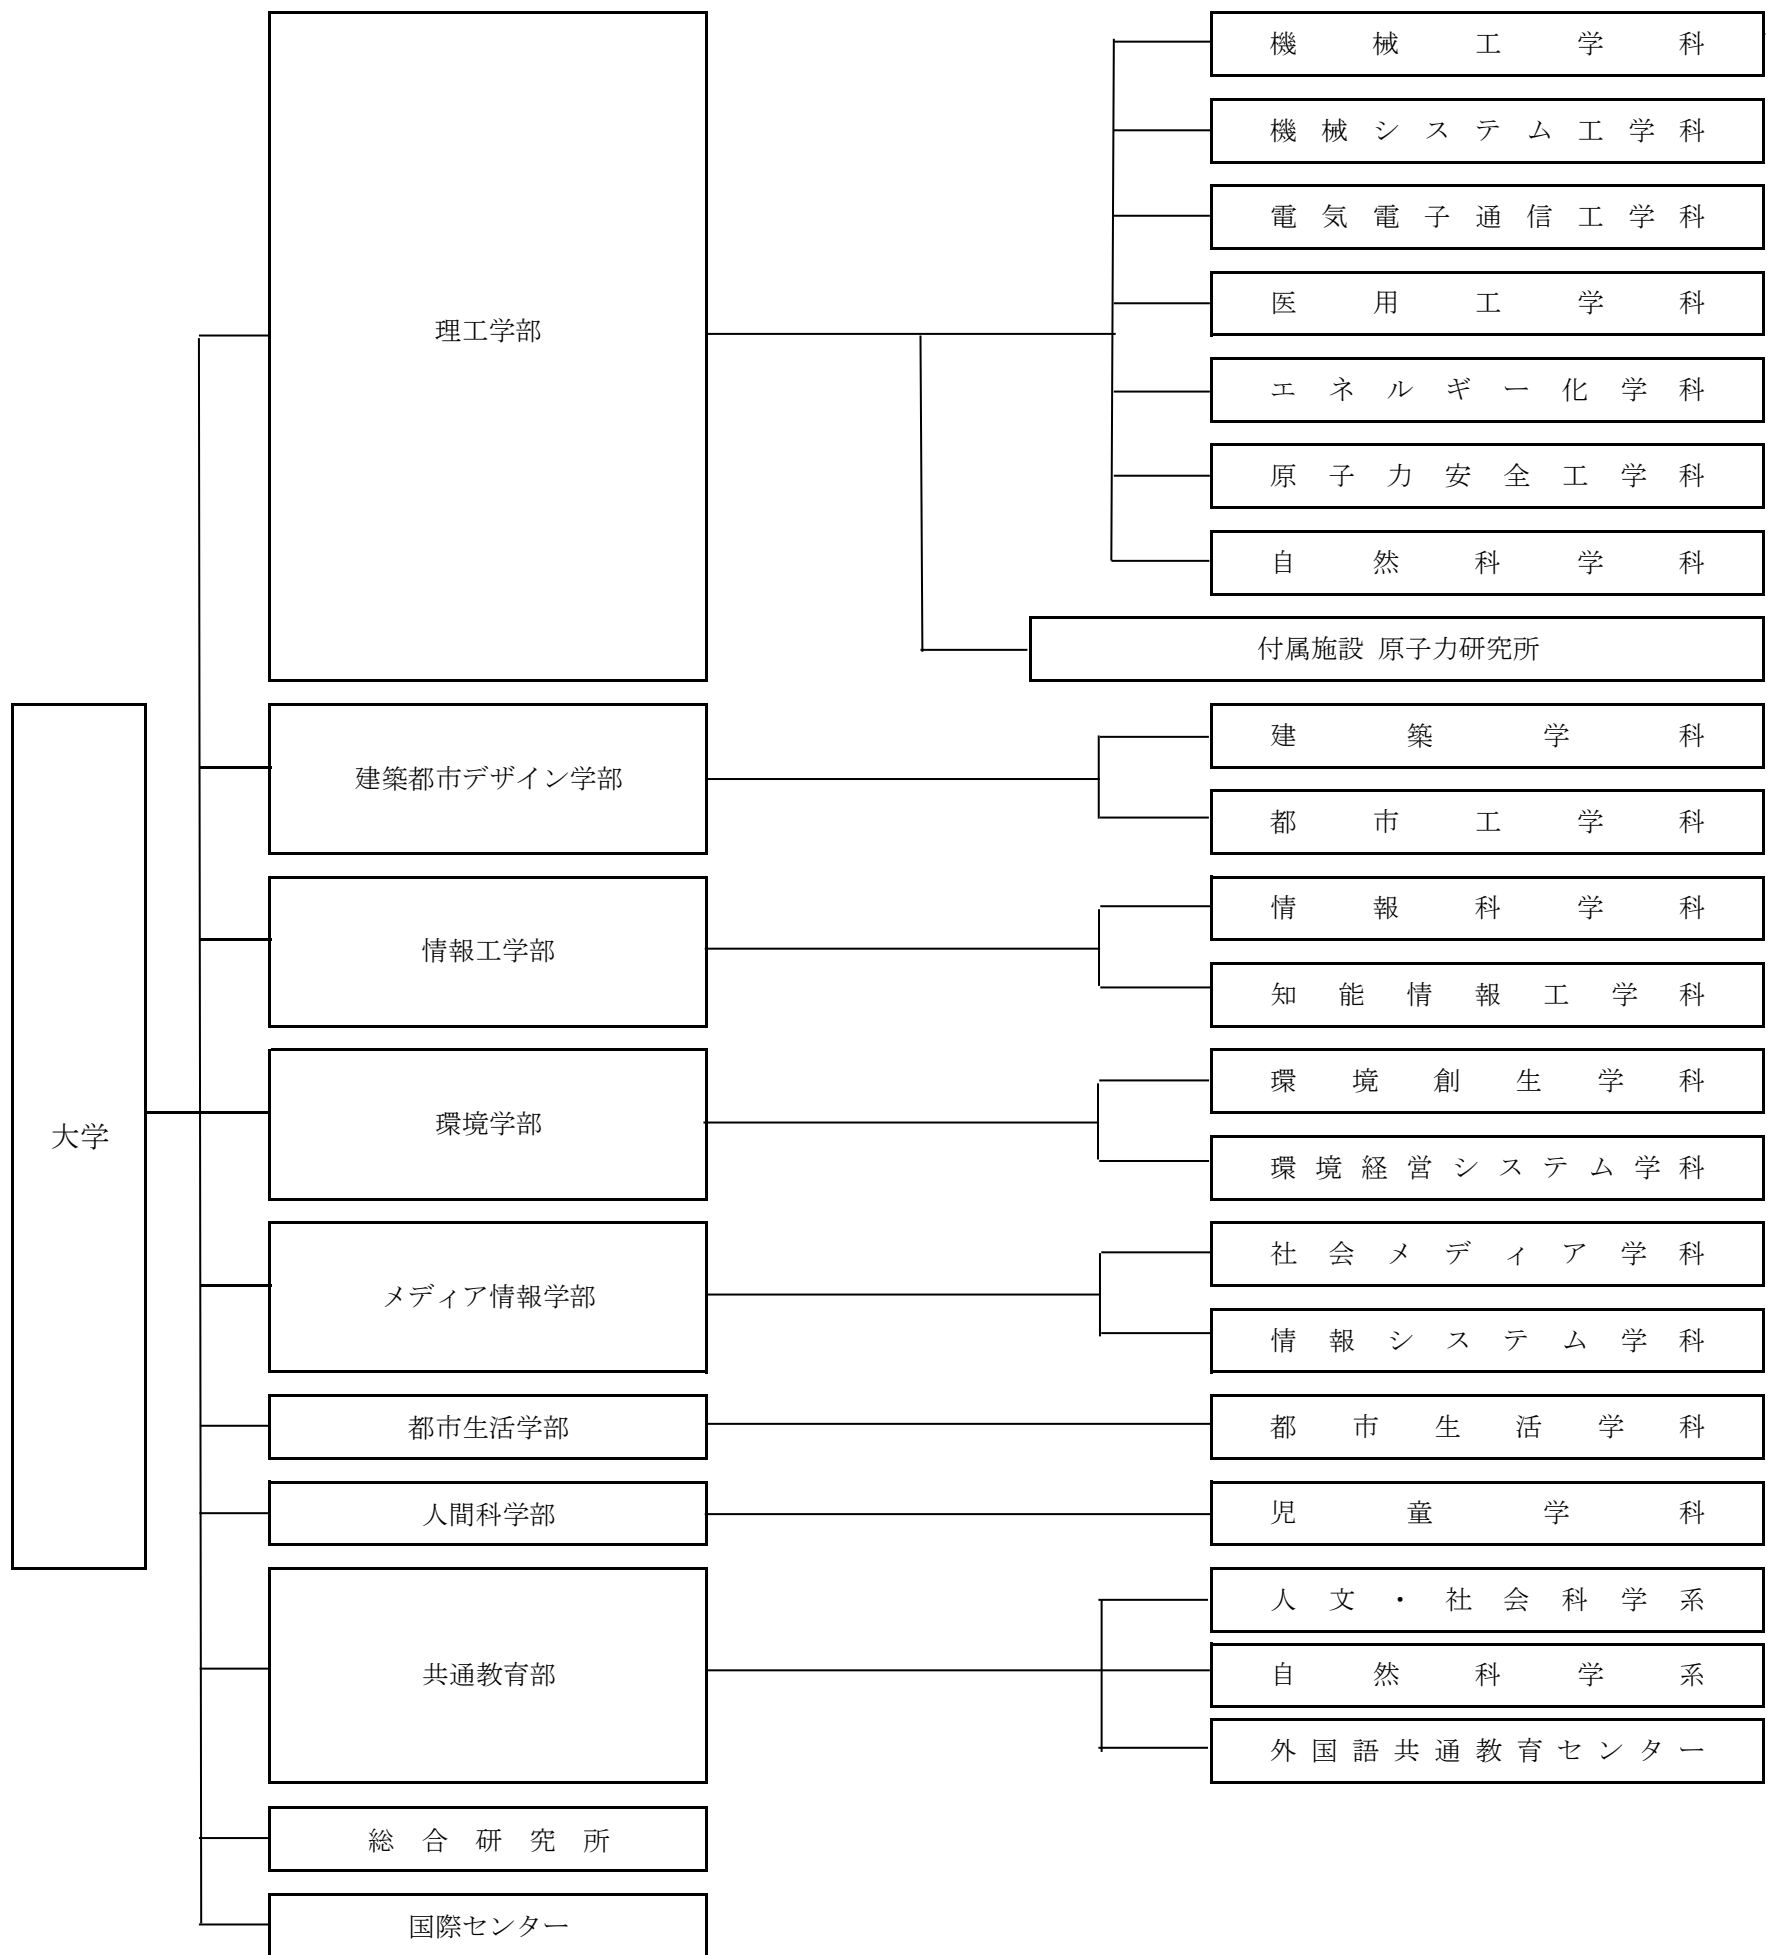 大学
理工学部
機械工学科
機械システム工学科
電気電子通信工学科
医用工学科
エネルギー化学科
原子力安全工学科
自然科学科
付属施設 原子力研究所
建築都市デザイン学部
建築学科
都市工学科
情報工学部
情報科学科
知能情報工学科
環境学部
環境創生学科
環境経営システム学科
メディア情報学部
社会メディア学科
情報システム学科
都市生活学部
都市生活学科
人間科学部
児童学科
共通教育部
人文・社会科学系
自然科学系
外国語共通教育センター
総合研究所
国際センター